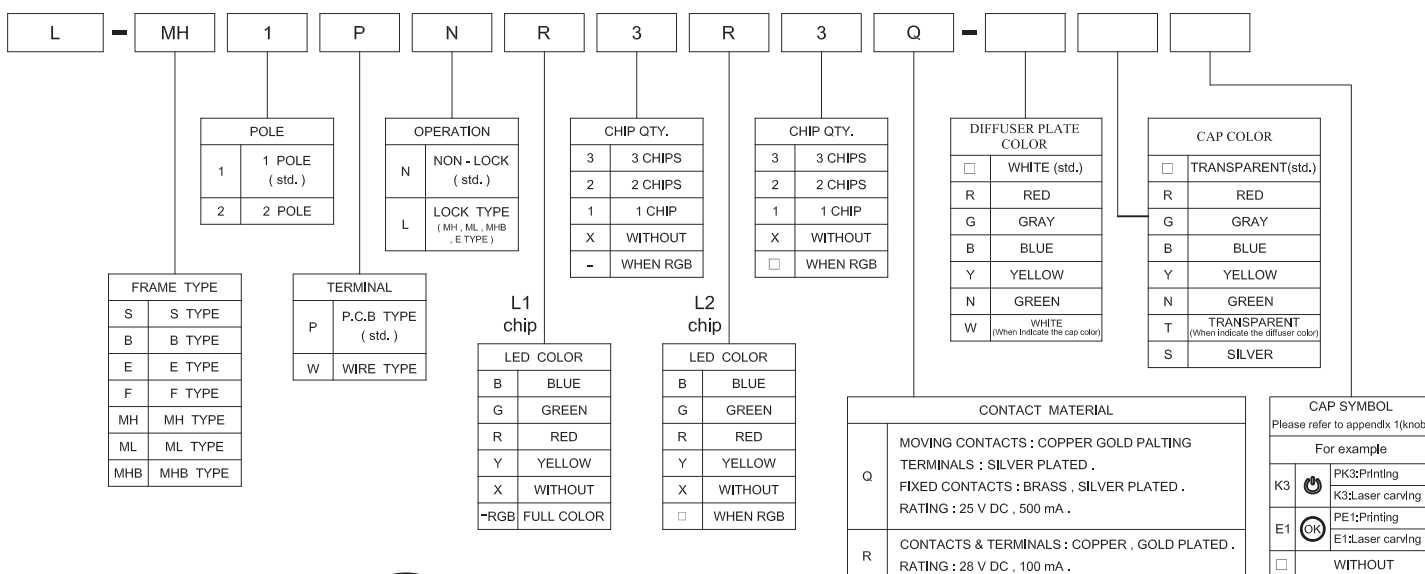 L - MH 1 P N R 3 R 3 Q -
POLE
1 1 POLE
( std. )
2 2 POLE
OPERATION
N NON - LOCK
( std. )
L LOCK TYPE
( MH , ML , MHB
, E TYPE )
CHIP QTY.
3 3 CHIPS
2 2 CHIPS
1 1 CHIP
X WITHOUT
- WHEN RGB
CHIP QTY.
3 3 CHIPS
2 2 CHIPS
1 1 CHIP
X WITHOUT
□ WHEN RGB
DIFFUSER PLATE
COLOR
□ WHITE (std.)
R RED
G GRAY
B BLUE
Y YELLOW
N GREEN
W WHITE
(When Indicate the cap color)
CAP COLOR
□ TRANSPARENT(std.)
R RED
G GRAY
B BLUE
Y YELLOW
N GREEN
T TRANSPARENT
(When indicate the diffuser color)
S SILVER
FRAME TYPE
S S TYPE
B B TYPE
E E TYPE
F F TYPE
MH MH TYPE
ML ML TYPE
MHB MHB TYPE
TERMINAL
P P.C.B TYPE
( std. )
W WIRE TYPE
L1
chip
LED COLOR
B BLUE
G GREEN
R RED
Y YELLOW
X WITHOUT
-RGB FULL COLOR
L2
chip
LED COLOR
B BLUE
G GREEN
R RED
Y YELLOW
X WITHOUT
□ WHEN RGB
CONTACT MATERIAL
Q MOVING CONTACTS : COPPER GOLD PALTING
TERMINALS : SILVER PLATED .
FIXED CONTACTS : BRASS , SILVER PLATED .
RATING : 25 V DC , 500 mA .
R CONTACTS & TERMINALS : COPPER , GOLD PLATED .
RATING : 28 V DC , 100 mA .
CAP SYMBOL
Please refer to appendix 1(knob
For example
K3 PK3:Printing
K3:Laser carving
E1 OK PE1:Printing
E1:Laser carving
□ WITHOUT